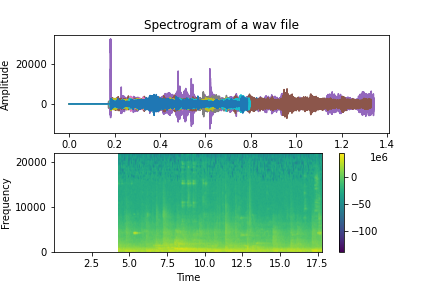 Spectrogram of a wav file
Amplitude
20000
0
0.0 0.2 0.4 0.6 0.8 1.0 1.2 1.4
1e6
Frequency
20000
10000
0
2.5 5.0 7.5 10.0 12.5 15.0 17.5
Time
0
−50
−100